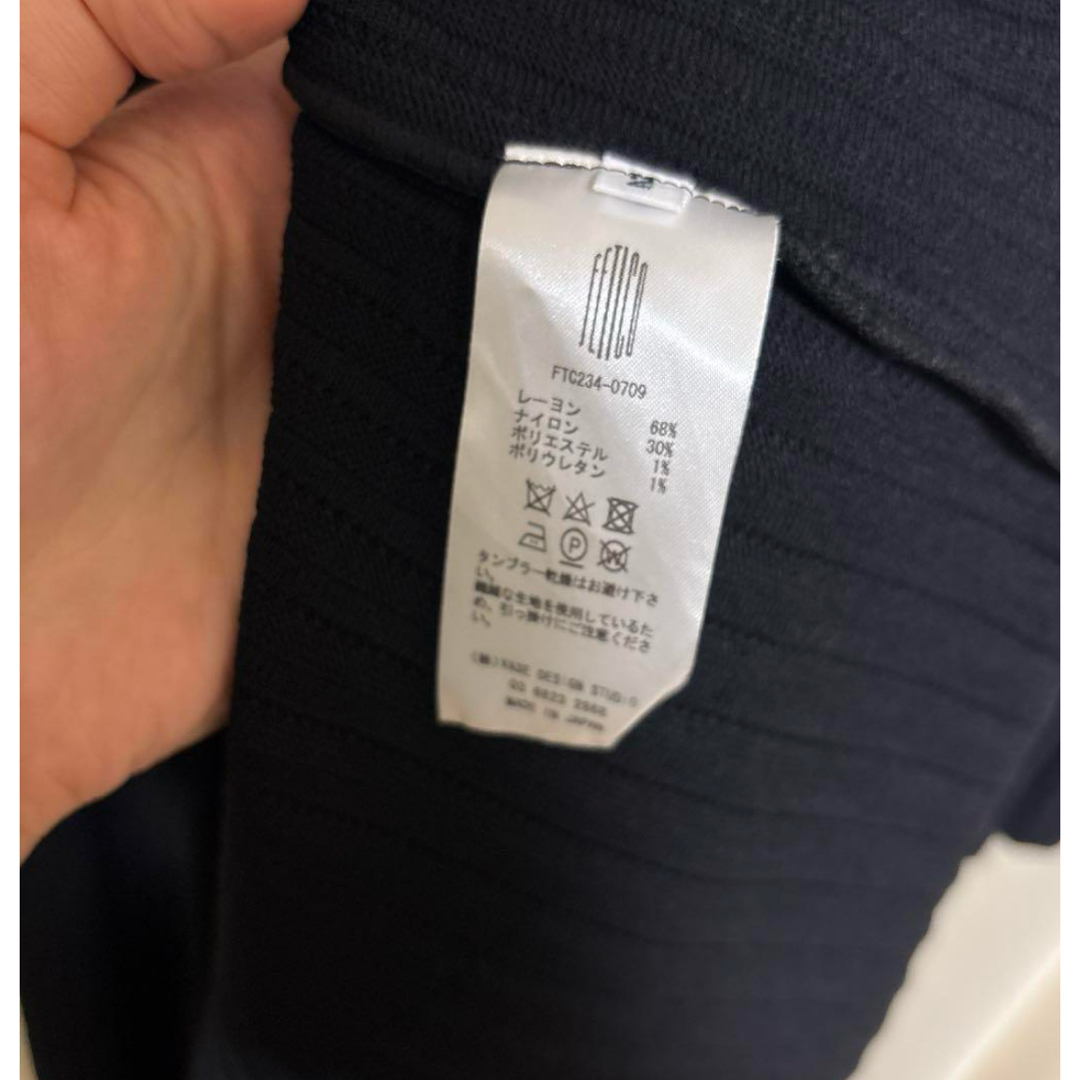 M
FETICO
FTC234-0709
レーヨン 68%
ナイロン 30%
ポリエステル 1%
ポリウレタン 1%
P
W
タンブラー乾燥はお避け下さ
い。
繊細な生地を使用しているた
め、引っ掛けにご注意くださ
い。
(株) DESIGN STUDIO
03 6823 2966
MADE IN JAPAN